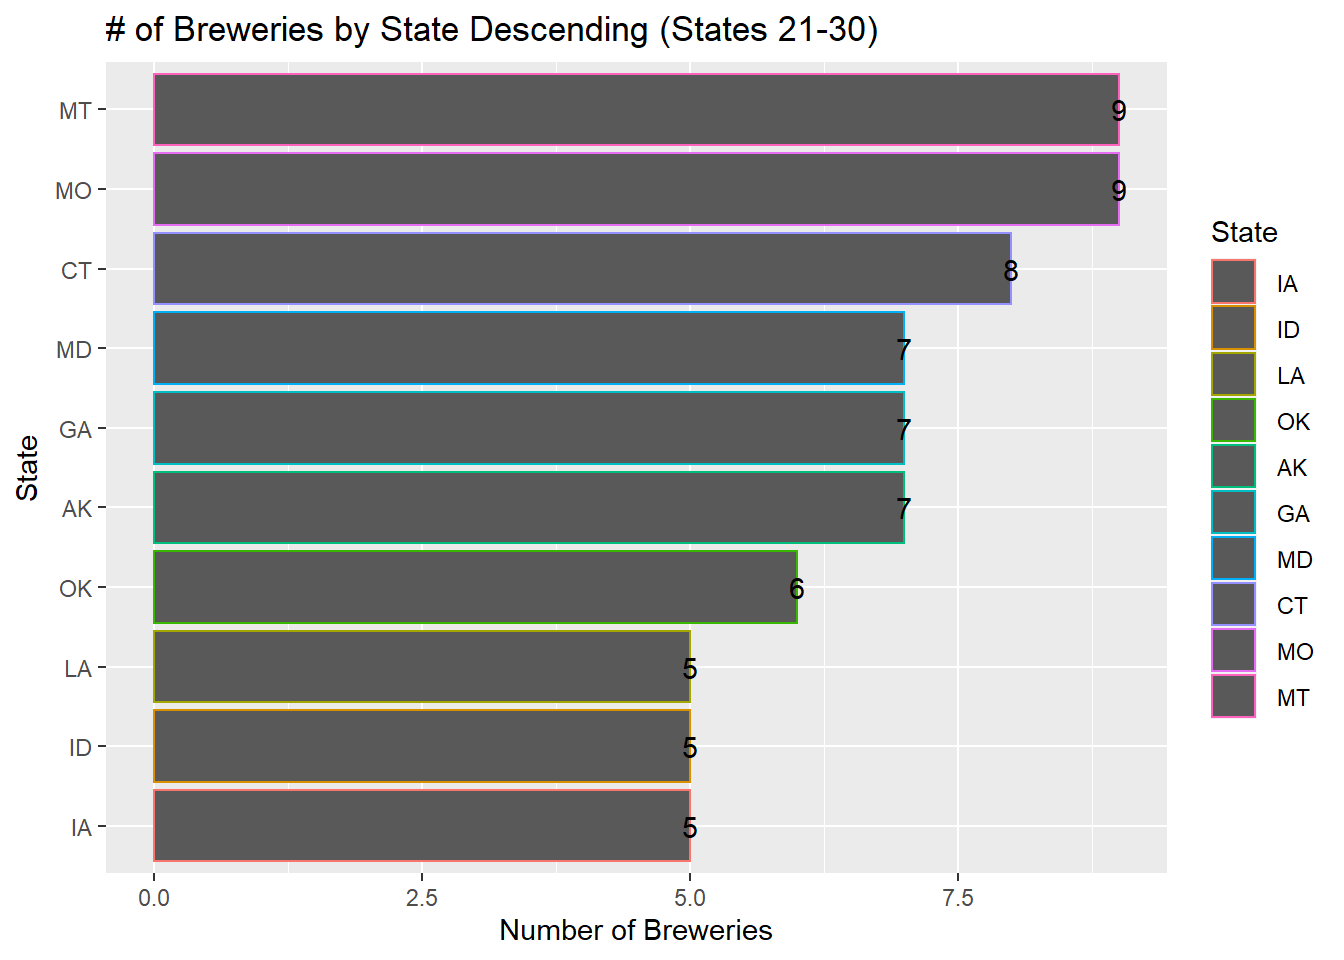 # of Breweries by State Descending (States 21-30)
MT
9
MO
9
CT
8
MD
7
GA
7
AK
7
OK
6
LA
5
ID
5
IA
5
State
0.0 2.5 5.0 7.5
Number of Breweries
State
IA
ID
LA
OK
AK
GA
MD
CT
MO
MT